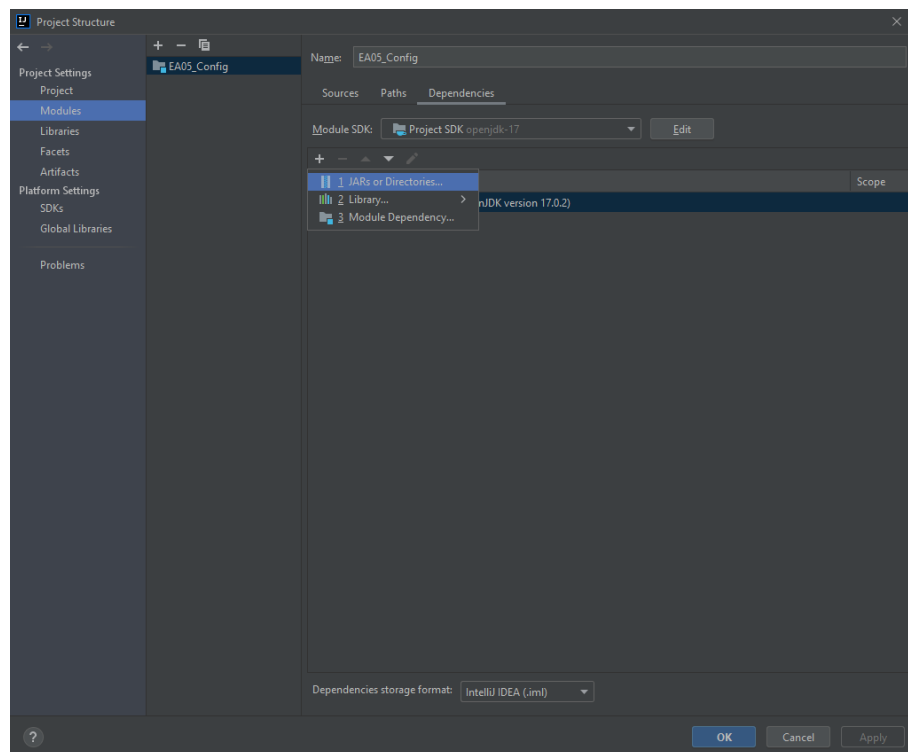 Project Structure
Project Settings
Project
Modules
Libraries
Facets
Artifacts
Platform Settings
SDKs
Global Libraries
Problems
EA05_Config
Name: EA05_Config
Sources Paths Dependencies
Module SDK: Project SDK openjdk-17 Edit
Scope
1 JARs or Directories...
2 Library...
3 Module Dependency...
nJDK version 17.0.2)
Dependencies storage format: IntelliJ IDEA (.iml)
? OK Cancel Apply